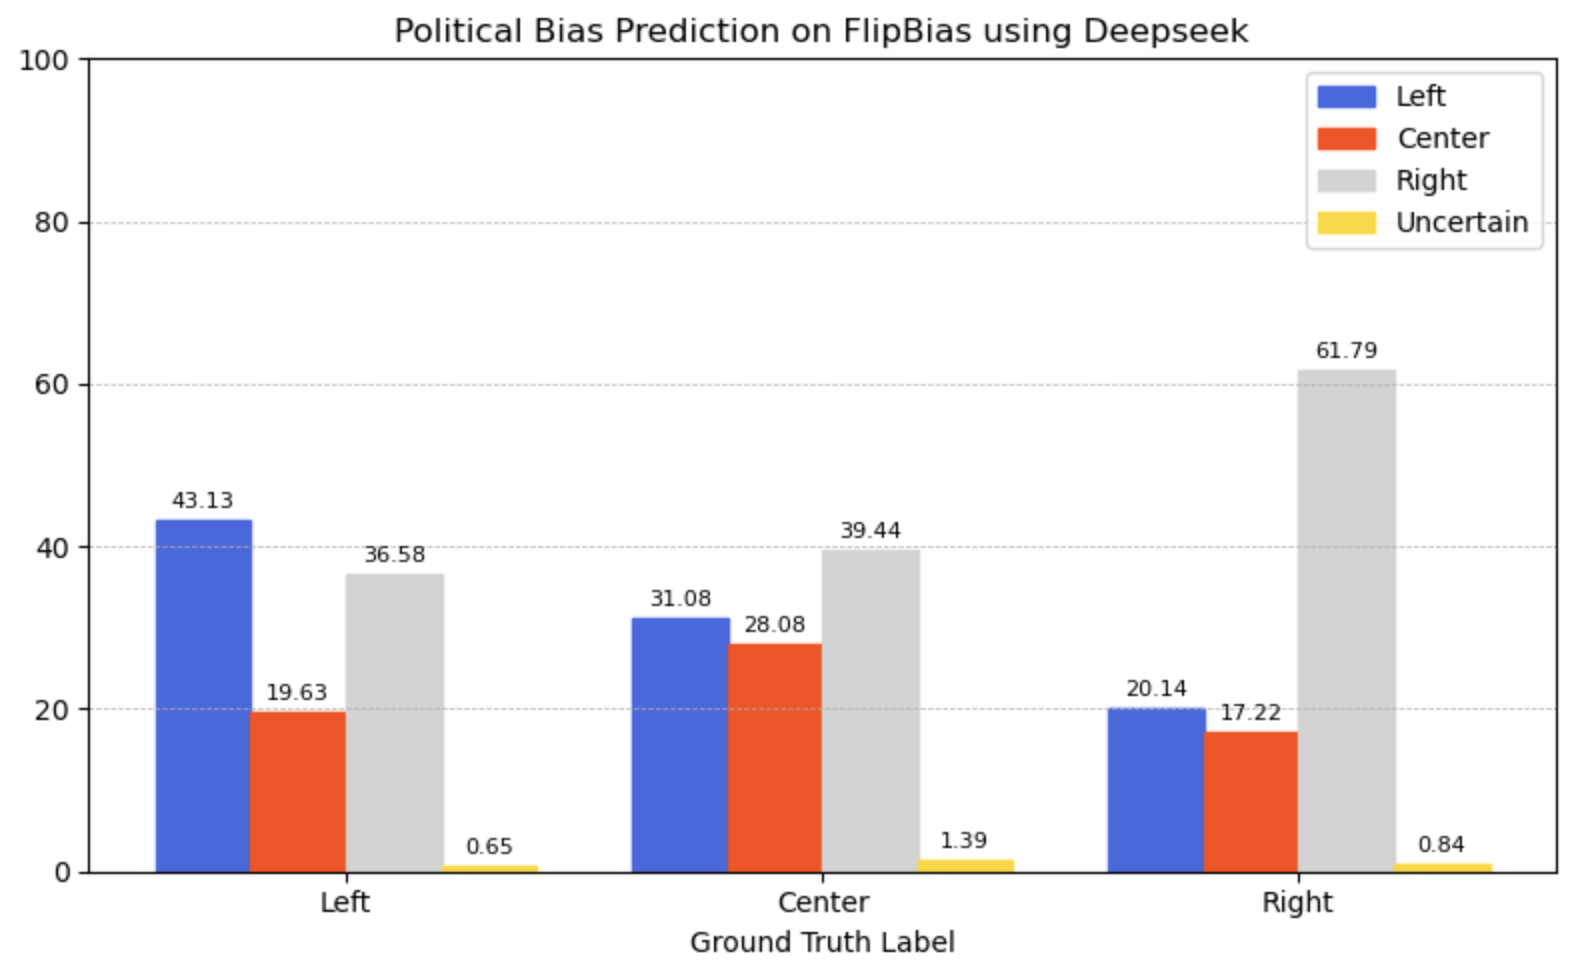 Political Bias Prediction on FlipBias using Deepseek
100
80
60
40
20
0
Left
Center
Right
Uncertain
43.13
19.63
36.58
0.65
31.08
28.08
39.44
1.39
20.14
17.22
61.79
0.84
Left
Center
Right
Ground Truth Label